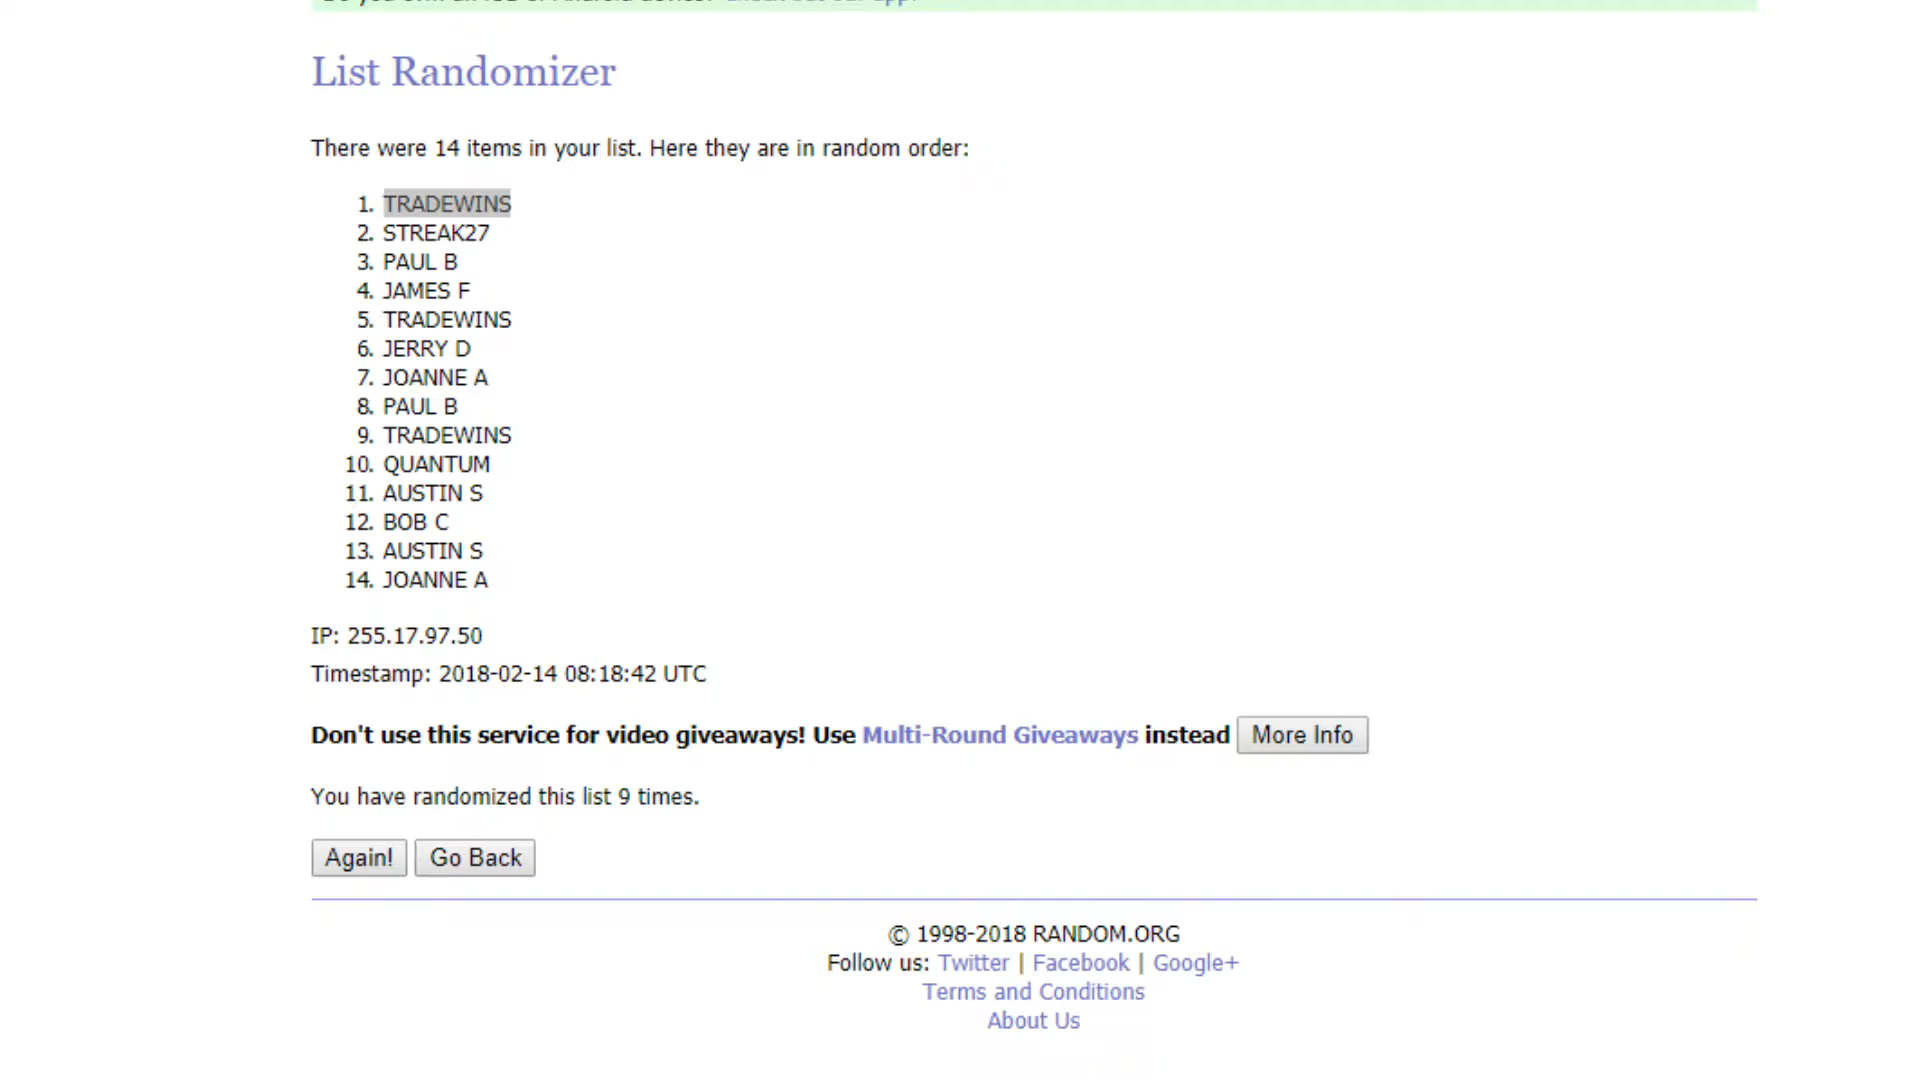 List Randomizer
There were 14 items in your list. Here they are in random order:
1. TRADEWINS
2. STREAK27
3. PAUL B
4. JAMES F
5. TRADEWINS
6. JERRY D
7. JOANNE A
8. PAUL B
9. TRADEWINS
10. QUANTUM
11. AUSTIN S
12. BOB C
13. AUSTIN S
14. JOANNE A
IP: 255.17.97.50
Timestamp: 2018-02-14 08:18:42 UTC
Don't use this service for video giveaways! Use Multi-Round Giveaways instead More Info
You have randomized this list 9 times.
Again! Go Back
© 1998-2018 RANDOM.ORG
Follow us: Twitter | Facebook | Google+
Terms and Conditions
About Us